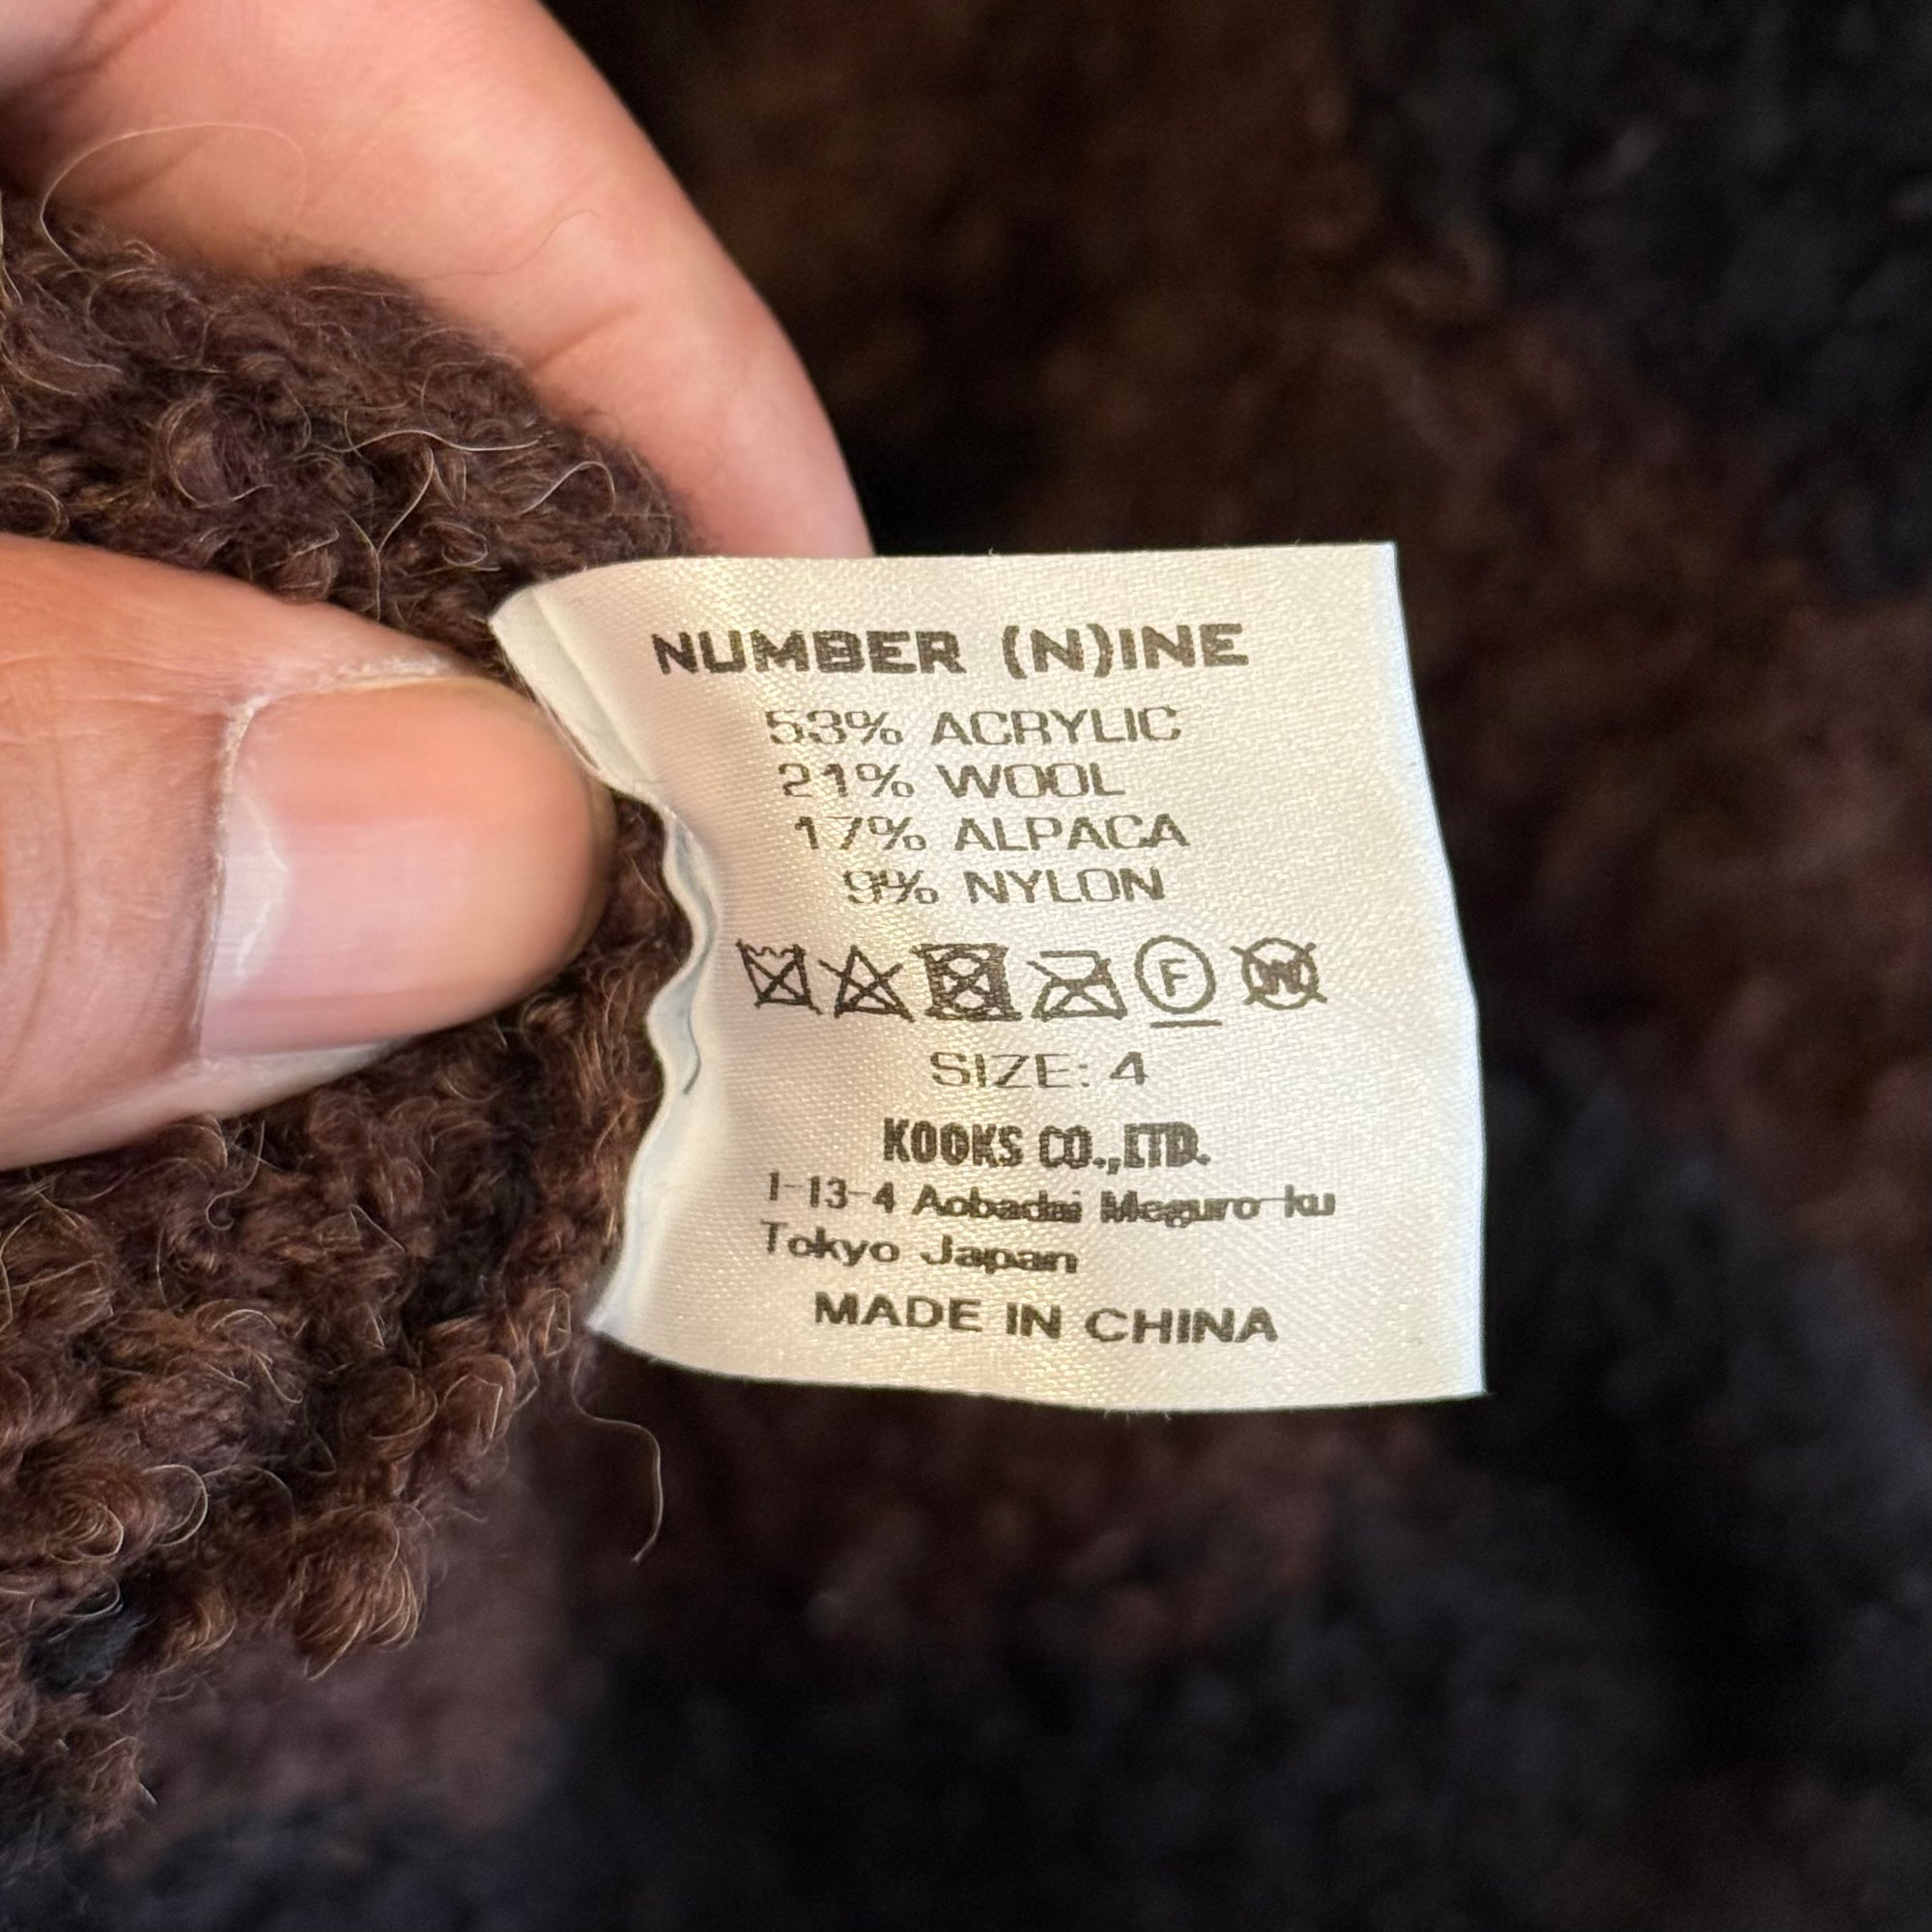 NUMBER (N)INE
53% ACRYLIC
21% WOOL
17% ALPACA
9% NYLON
F W
SIZE: 4
KOOKS CO.,LTD.
1-13-4 Aobadai Meguro-ku
Tokyo Japan
MADE IN CHINA